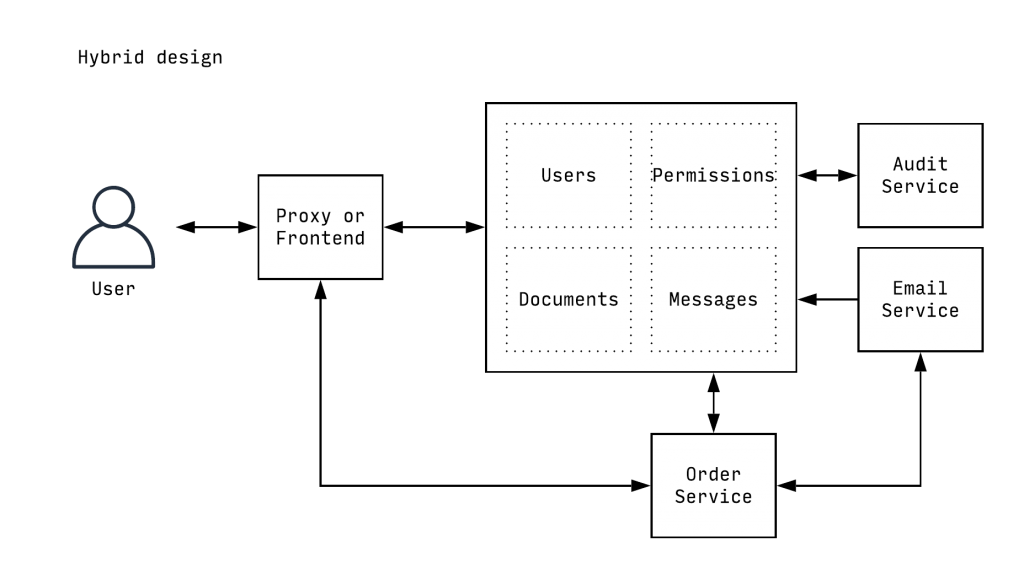 Hybrid design
Users
Permissions
Audit
Service
Proxy or
Frontend
User
Documents
Messages
Email
Service
Order
Service